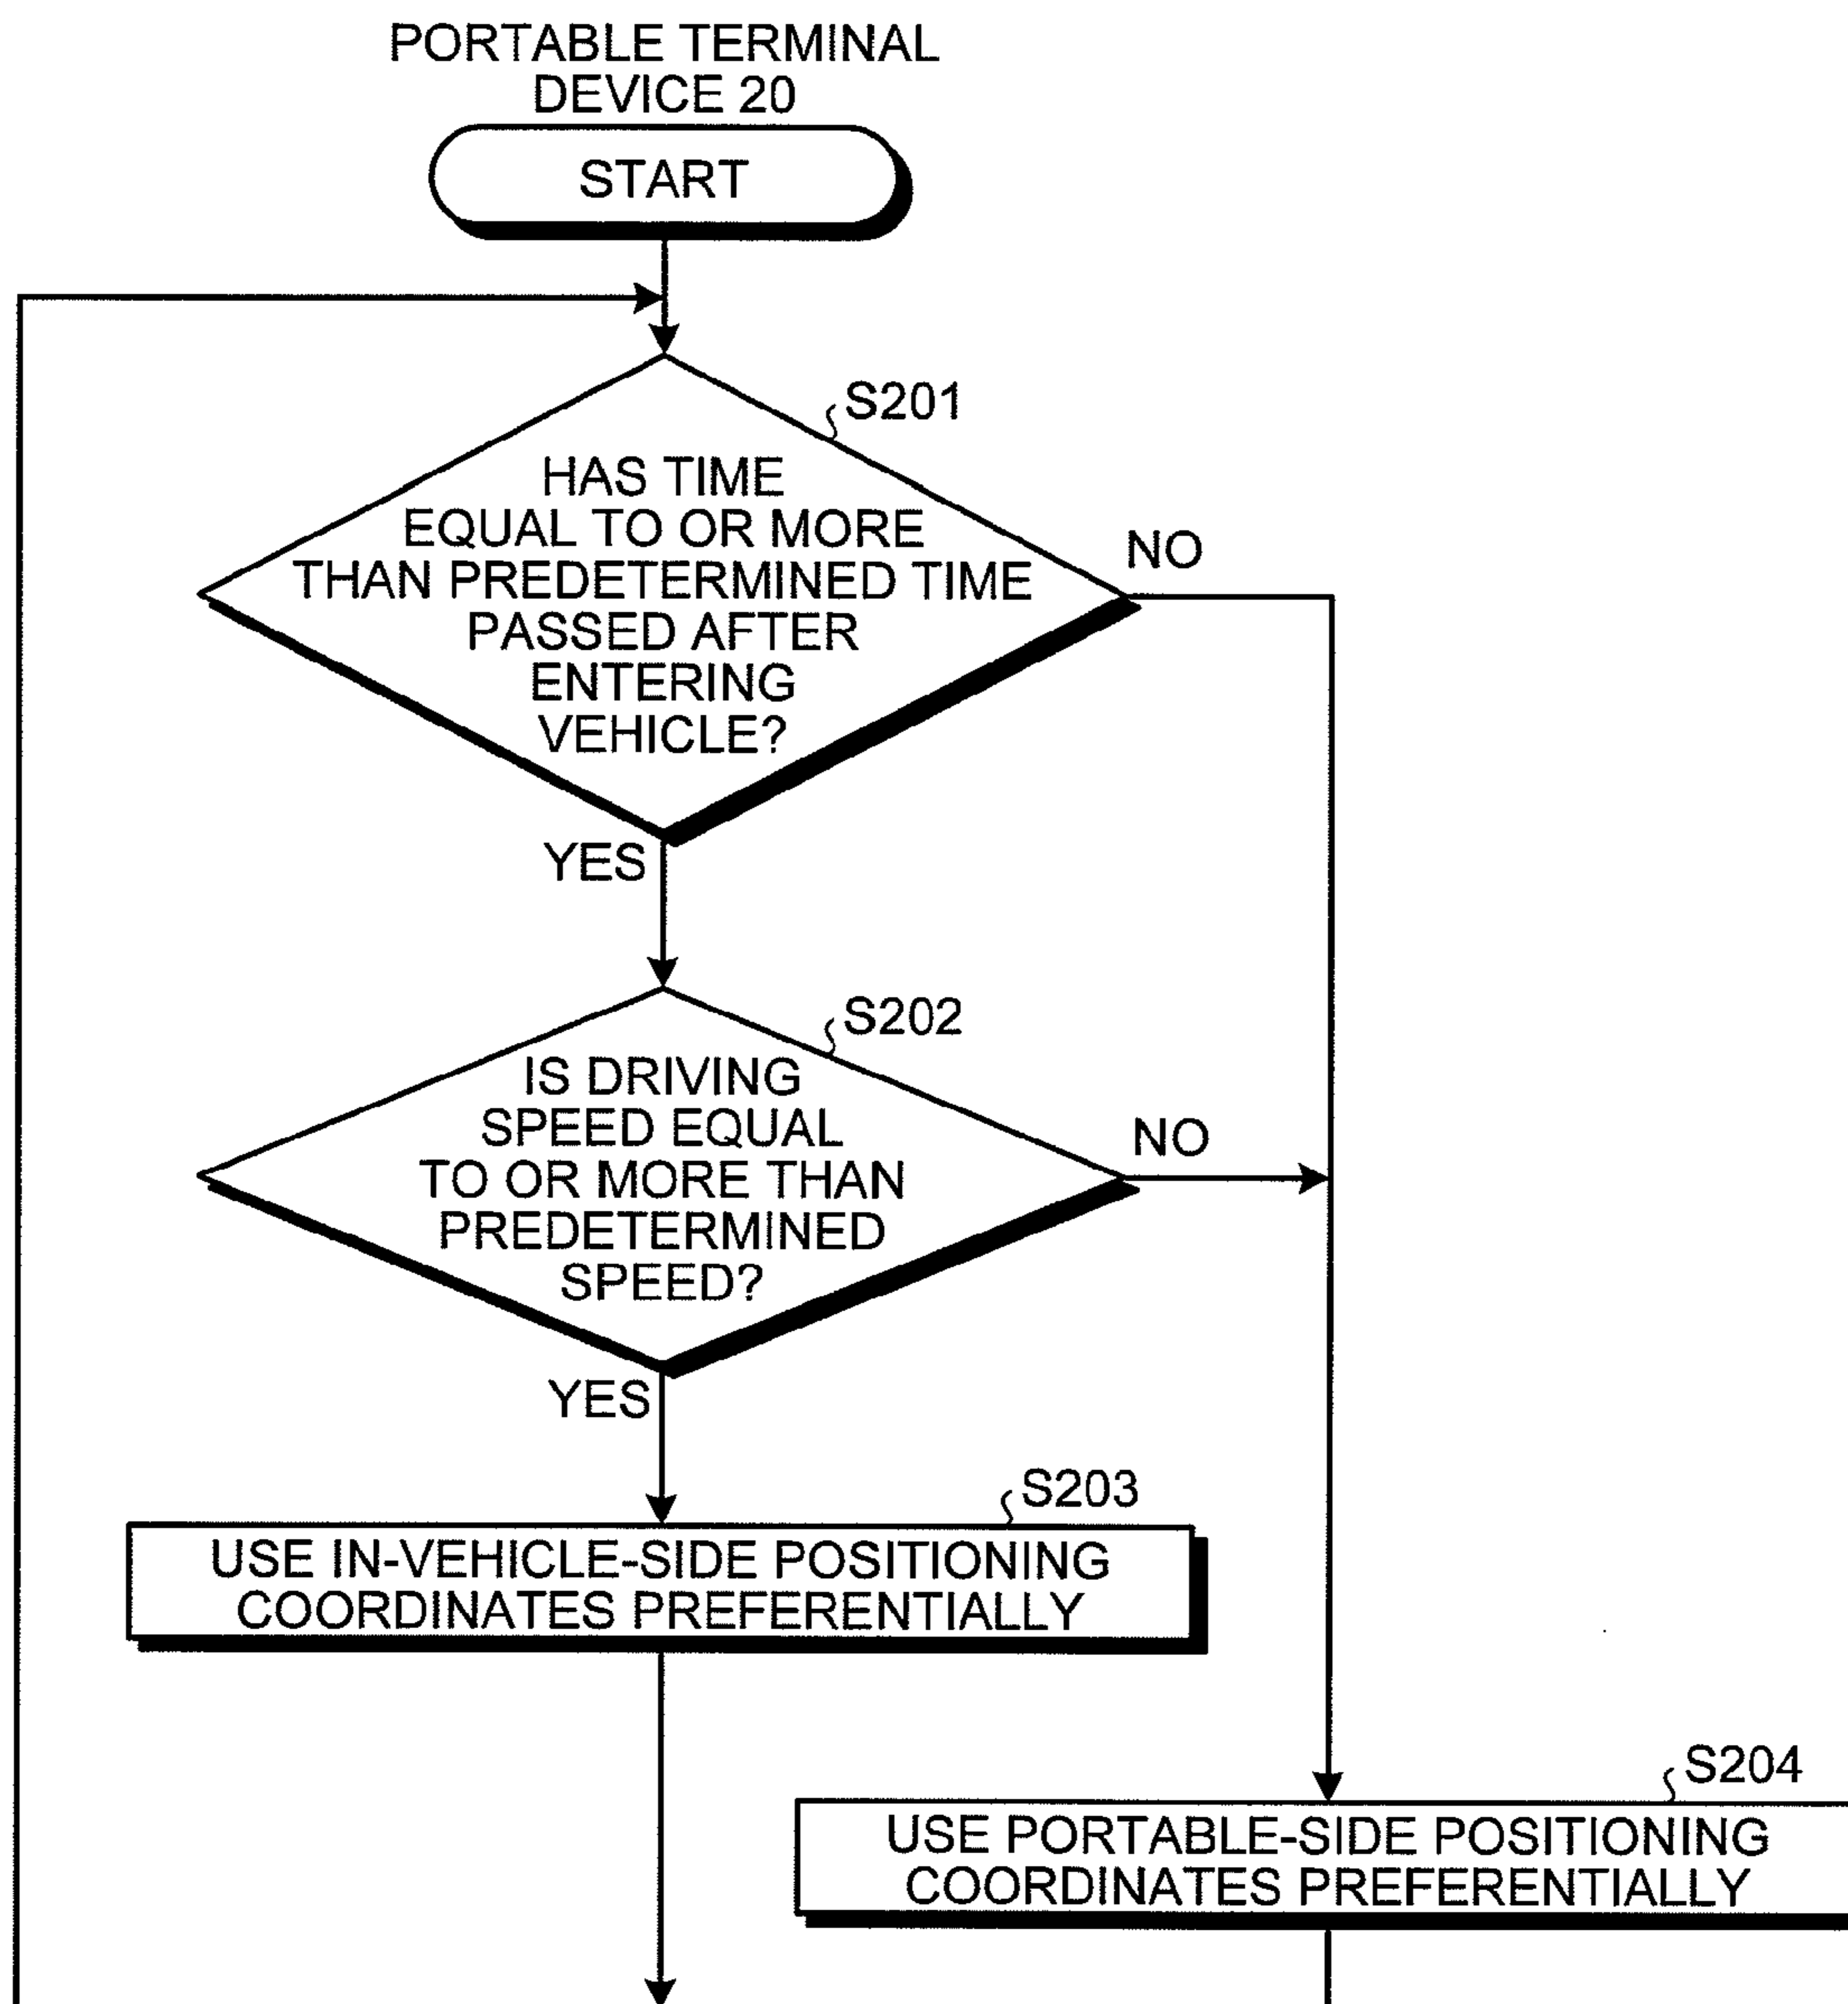 PORTABLE TERMINAL
DEVICE 20
START
S201
HAS TIME
EQUAL TO OR MORE
THAN PREDETERMINED TIME
PASSED AFTER
ENTERING
VEHICLE?
NO
YES
S202
IS DRIVING
SPEED EQUAL
TO OR MORE THAN
PREDETERMINED
SPEED?
NO
YES
S203
USE IN-VEHICLE-SIDE POSITIONING
COORDINATES PREFERENTIALLY
S204
USE PORTABLE-SIDE POSITIONING
COORDINATES PREFERENTIALLY